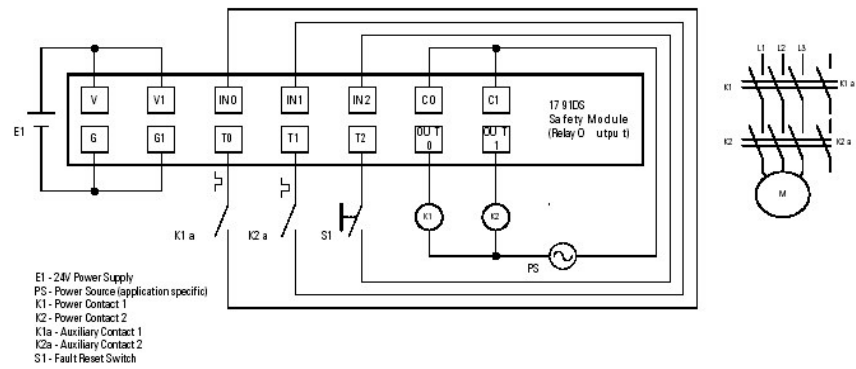 L1 L2 L3
K1 K1 a
K2 K2 a
M
V V1 IN0 IN1 IN2 C0 C1
17 91DS
Safety Module
(Relay O utput)
G G1 T0 T1 T2 OUT 0 OUT 1
E1
K1 a K2 a S1 K1 K2
PS
E1 - 24V Power Supply
PS - Power Source (application specific)
K1 - Power Contact 1
K2 - Power Contact 2
K1a - Auxiliary Contact 1
K2a - Auxiliary Contact 2
S1 - Fault Reset Switch